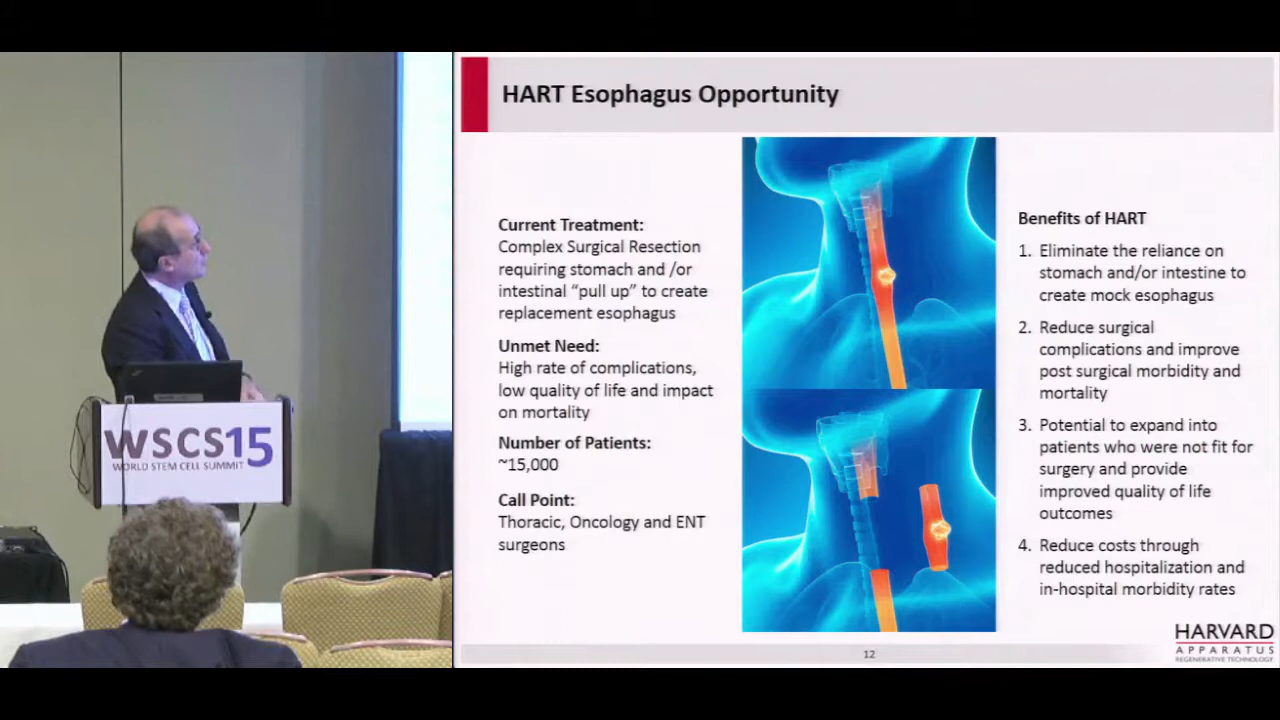 HART Esophagus Opportunity
Current Treatment:
Complex Surgical Resection
requiring stomach and /or
intestinal “pull up” to create
replacement esophagus
Unmet Need:
High rate of complications,
low quality of life and impact
on mortality
Number of Patients:
~15,000
Call Point:
Thoracic, Oncology and ENT
surgeons
Benefits of HART
1. Eliminate the reliance on
stomach and/or intestine to
create mock esophagus
2. Reduce surgical
complications and improve
post surgical morbidity and
mortality
3. Potential to expand into
patients who were not fit for
surgery and provide
improved quality of life
outcomes
4. Reduce costs through
reduced hospitalization and
in-hospital morbidity rates
12
HARVARD
APPARATUS
REGENERATIVE TECHNOLOGY
WSCS15
WORLD STEM CELL SUMMIT